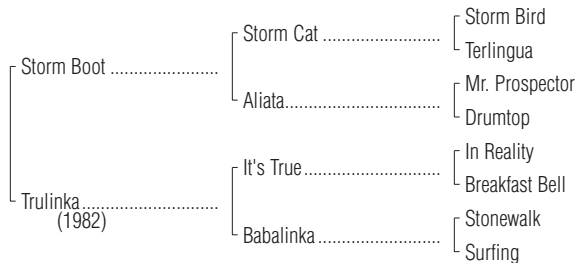 Storm Bird
Storm Cat ........................
Terlingua
Storm Boot ......................
Mr. Prospector
Aliata...............................
Drumtop
In Reality
It's True............................
Breakfast Bell
Trulinka............................
(1982)
Stonewalk
Babalinka .........................
Surfing